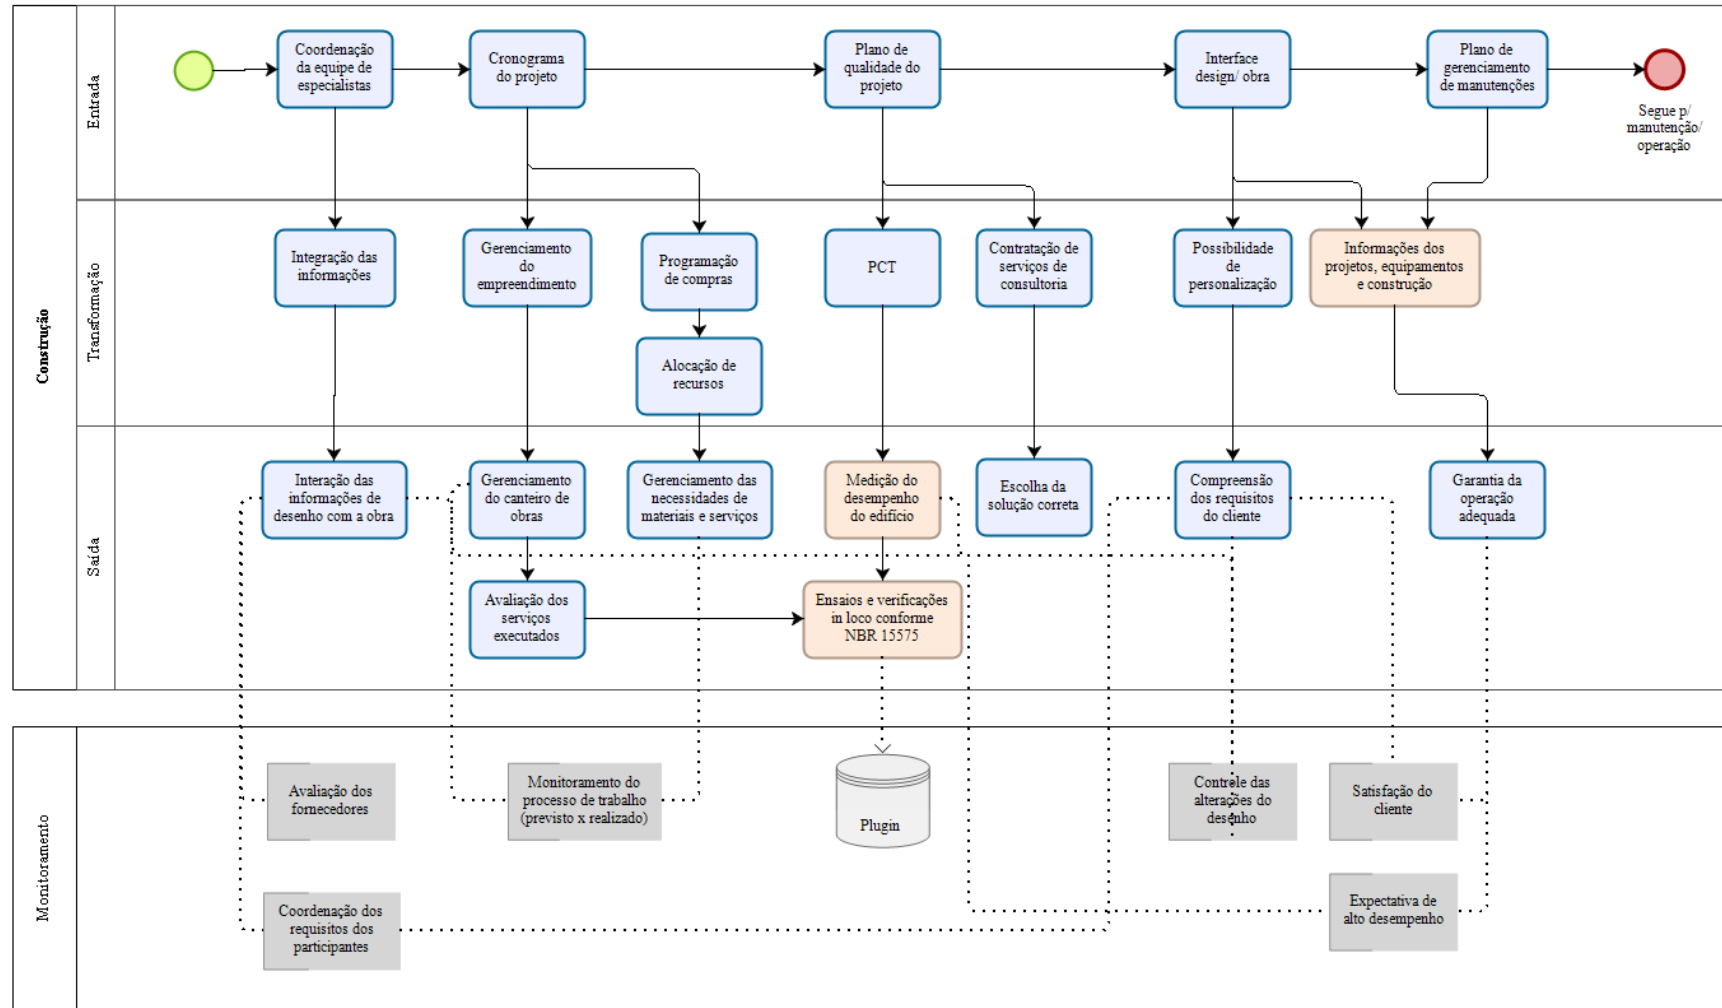 Construção
Entrada
Coordenação
da equipe de
especialistas
Cronograma
do projeto
Plano de
qualidade do
projeto
Interface
design/ obra
Plano de
gerenciamento
de manutenções
Segue p/
manutenção/
operação
Transformação
Integração das
informações
Gerenciamento
do
empreendimento
Programação
de compras
PCT
Contratação de
serviços de
consultoria
Possibilidade
de
personalização
Informações dos
projetos, equipamentos
e construção
Alocação de
recursos
Saída
Interação das
informações de
desenho com a obra
Gerenciamento
do canteiro de
obras
Gerenciamento das
necessidades de
materiais e serviços
Medição do
desempenho
do edifício
Escolha da
solução correta
Compreensão
dos requisitos
do cliente
Garantia da
operação
adequada
Avaliação dos
serviços
executados
Ensaios e verificações
in loco conforme
NBR 15575
Monitoramento
Avaliação dos
fornecedores
Monitoramento do
processo de trabalho
(previsto x realizado)
Plugin
Controle das
alterações do
desenho
Satisfação do
cliente
Coordenação dos
requisitos dos
participantes
Expectativa de
alto desempenho